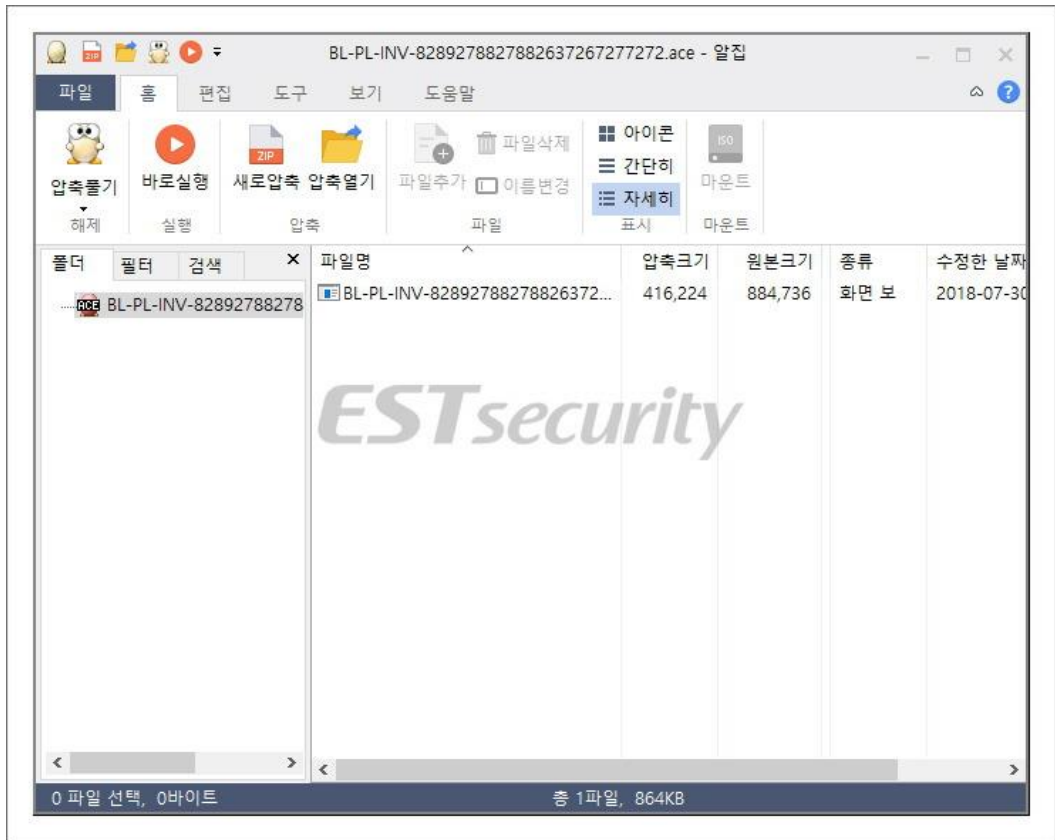 BL-PL-INV-82892788278826372​67277272.ace - 알집
파일 홈 편집 도구 보기 도움말
압축풀기 바로실행 새로압축 압축열기 파일추가 파일삭제 이름변경 아이콘 간단히 자세히 마운트
해제 실행 압축 파일 표시 마운트
폴더 필터 검색
파일명 압축크기 원본크기 종류 수정한 날짜
BL-PL-INV-82892788278
BL-PL-INV-82892788278826372... 416,224 884,736 화면 보 2018-07-30
ESTsecurity
0 파일 선택, 0바이트 총 1파일, 864KB